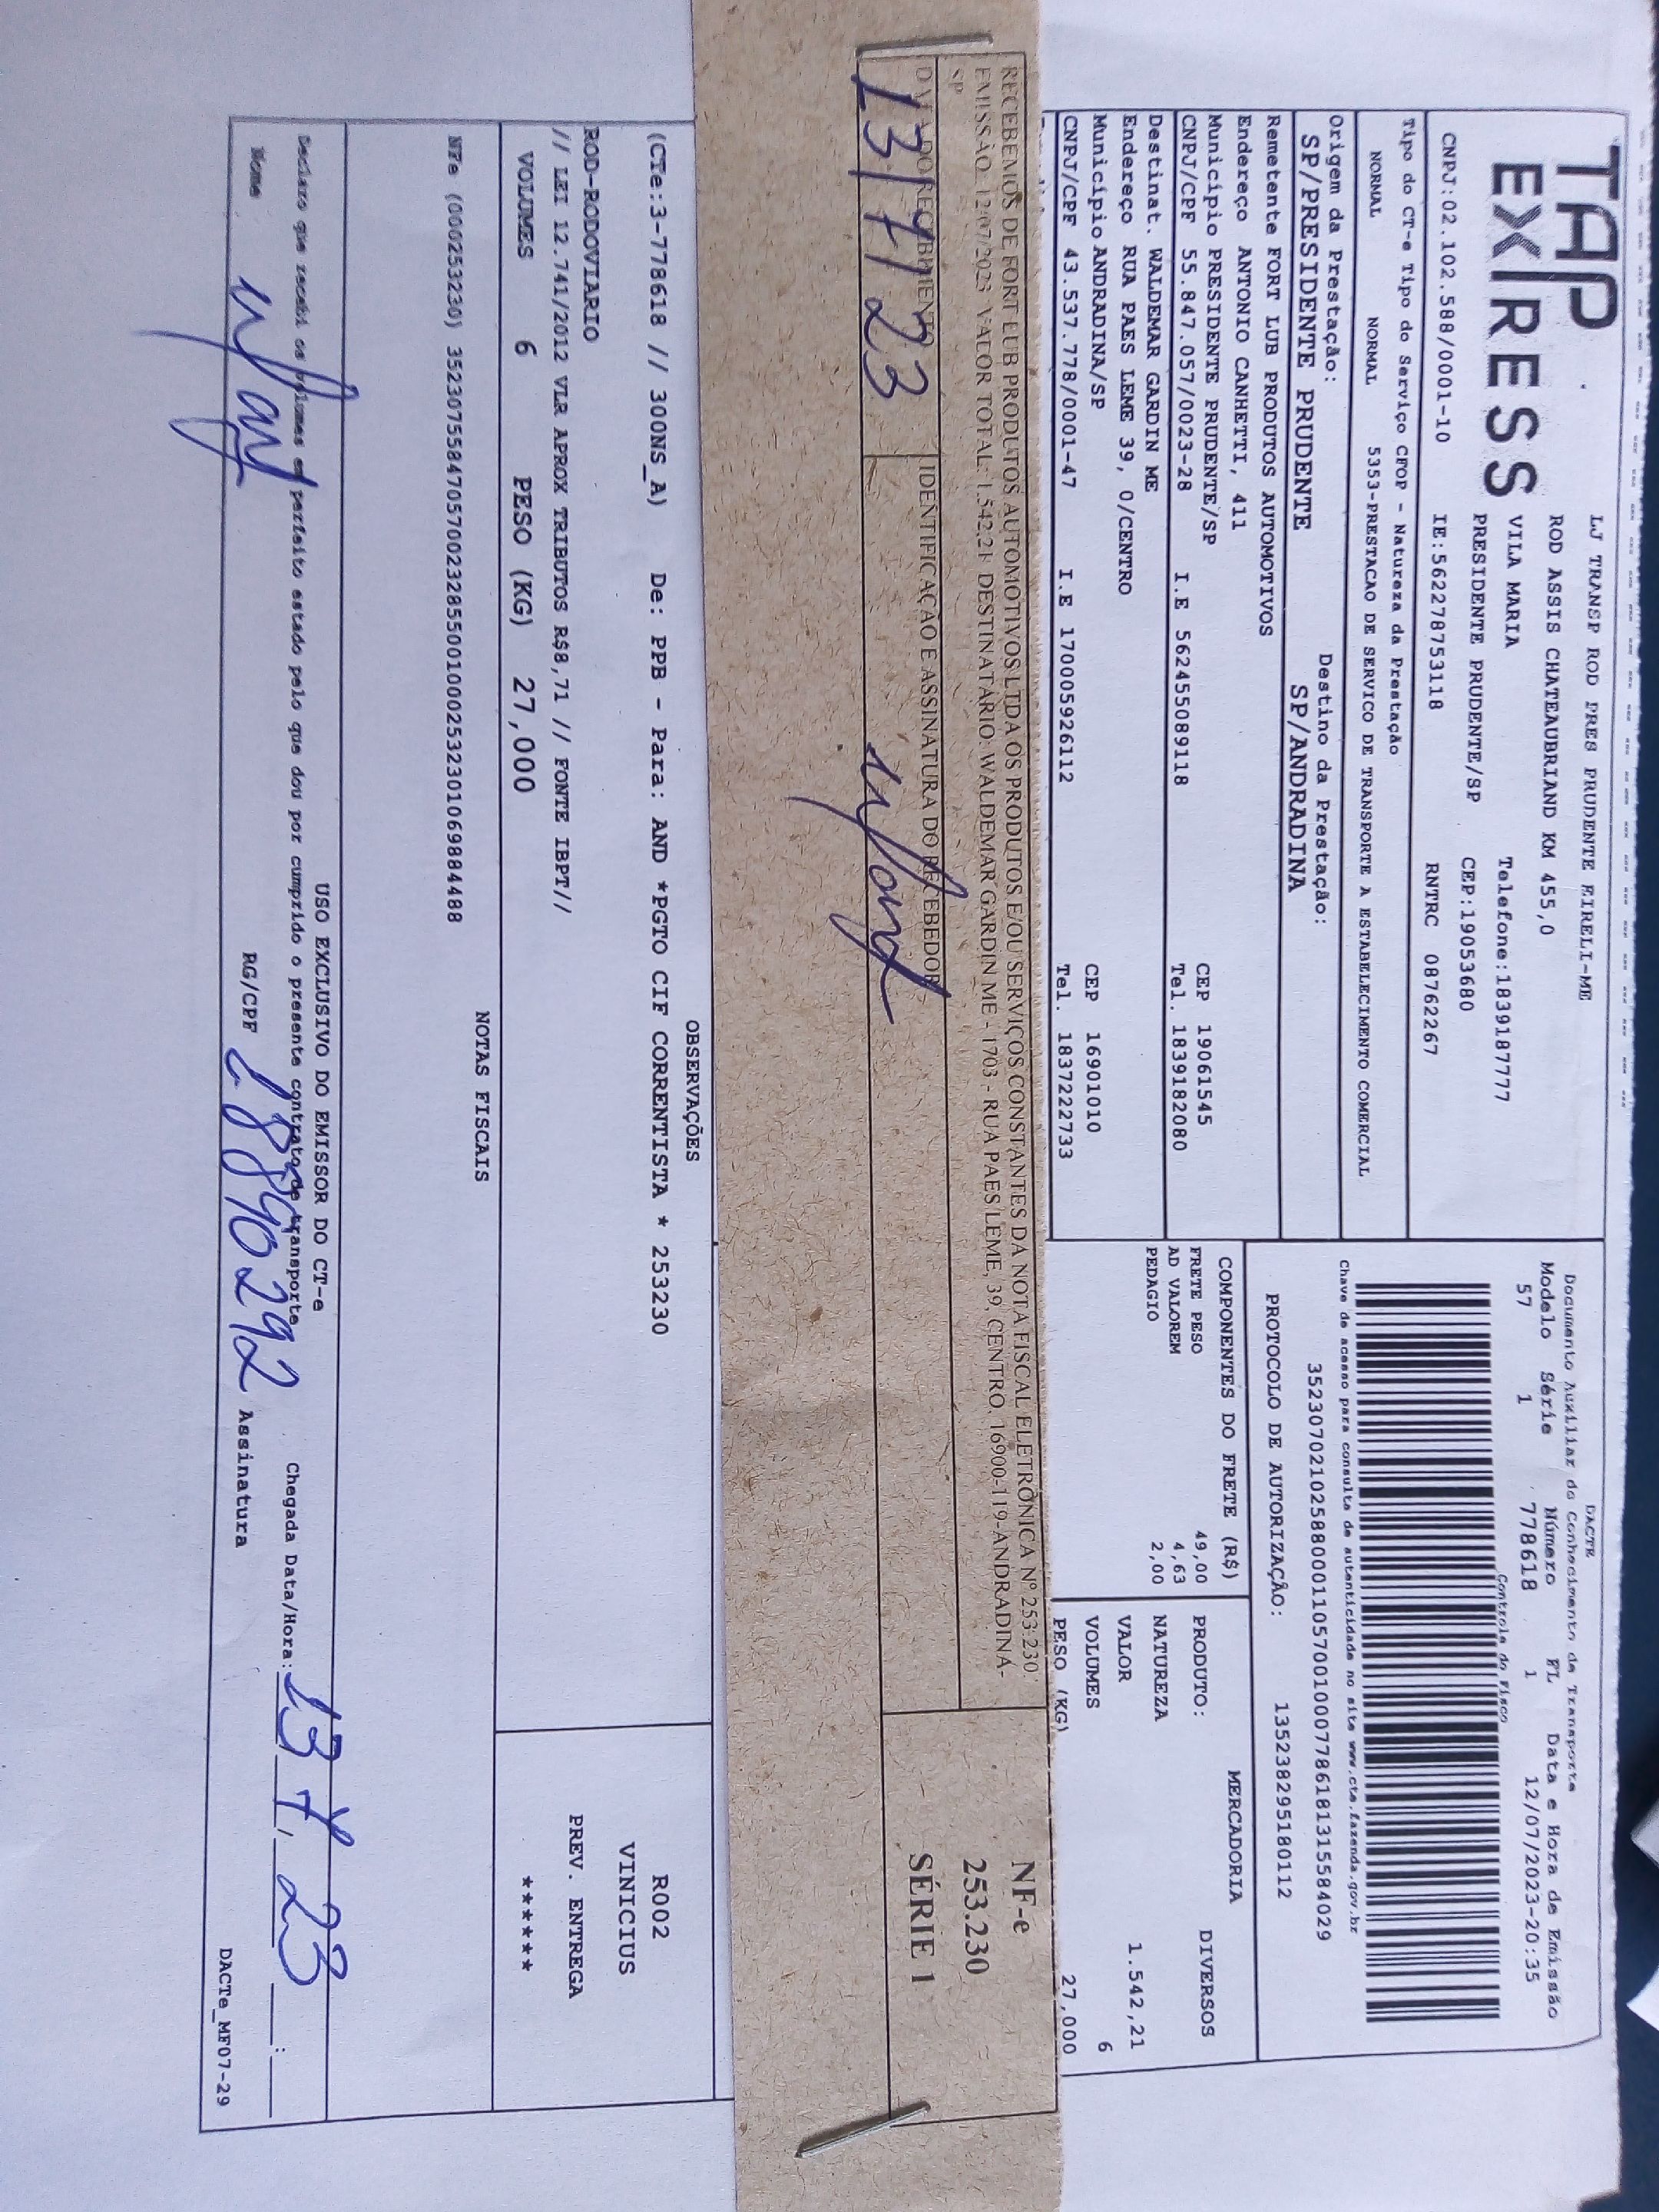 TAP
EXPRESS
LJ TRANSP ROD PRES PRUDENTE EIRELI-ME
ROD ASSIS CHATEAUBRIAND KM 455,0
VILA MARIA Telefone:1839187777
PRESIDENTE PRUDENTE/SP CEP:19053680
CNPJ:02.102.588/0001-10 IE:562278753118 RNTRC 08762267
DACTE
Documento Auxiliar do Conhecimento de Transporte
Modelo Série Número FL Data e Hora de Emissão
57 1 778618 1 12/07/2023-20:35
Controle do Fisco
Chave de acesso para consulta de autenticidade no site www.cte.fazenda.gov.br
35230702102588000110570010007786181315584029
PROTOCOLO DE AUTORIZAÇÃO: 135238295180112
Tipo do CT-e Tipo do Serviço CFOP - Natureza da Prestação
NORMAL NORMAL 5353-PRESTACAO DE SERVICO DE TRANSPORTE A ESTABELECIMENTO COMERCIAL
Origem da Prestação: Destino da Prestação:
SP/PRESIDENTE PRUDENTE SP/ANDRADINA
Remetente FORT LUB PRODUTOS AUTOMOTIVOS
Endereço ANTONIO CANHETTI, 411
Município PRESIDENTE PRUDENTE/SP CEP 19061545
CNPJ/CPF 55.847.057/0023-28 I.E 562455089118 Tel. 1839182080
Destinat. WALDEMAR GARDIN ME
Endereço RUA PAES LEME 39, 0/CENTRO
Município ANDRADINA/SP CEP 16901010
CNPJ/CPF 43.537.778/0001-47 I.E 170005926112 Tel. 1837222733
COMPONENTES DO FRETE (R$)
FRETE PESO 49,00
AD VALOREM 4,63
PEDAGIO 2,00
MERCADORIA
PRODUTO: DIVERSOS
NATUREZA
VALOR 1.542,21
VOLUMES 6
PESO (KG) 27,000
RECEBEMOS DE FORT LUB PRODUTOS AUTOMOTIVOS LTDA OS PRODUTOS E/OU SERVIÇOS CONSTANTES DA NOTA FISCAL ELETRÔNICA Nº 253.230.
EMISSÃO: 12/07/2023 VALOR TOTAL: 1.542,21 DESTINATÁRIO: WALDEMAR GARDIN ME - 1703 - RUA PAES LEME, 39, CENTRO, 16900-119-ANDRADINA-
SP
DATA DO RECEBIMENTO IDENTIFICAÇÃO E ASSINATURA DO RECEBEDOR
13/7/23
NF-e
253.230
SÉRIE 1
OBSERVAÇÕES
(CTe:3-778618 // 300NS_A) De: PPB - Para: AND *PGTO CIF CORRENTISTA * 253230
ROD-RODOVIARIO
// LEI 12.741/2012 VLR APROX TRIBUTOS R$8,71 // FONTE IBPT//
R002
VINICIUS
VOLUMES 6 PESO (KG) 27,000
PREV. ENTREGA
******
NOTAS FISCAIS
NFe (000253230) 35230755847057002328550010002532301069884488
USO EXCLUSIVO DO EMISSOR DO CT-e
Declaro que recebi os volumes em perfeito estado pelo que dou por cumprido o presente contrato de transporte
Chegada Data/Hora: 13 7 / 23 :
Nome RG/CPF 18890292 Assinatura
DACTe_MF07-29